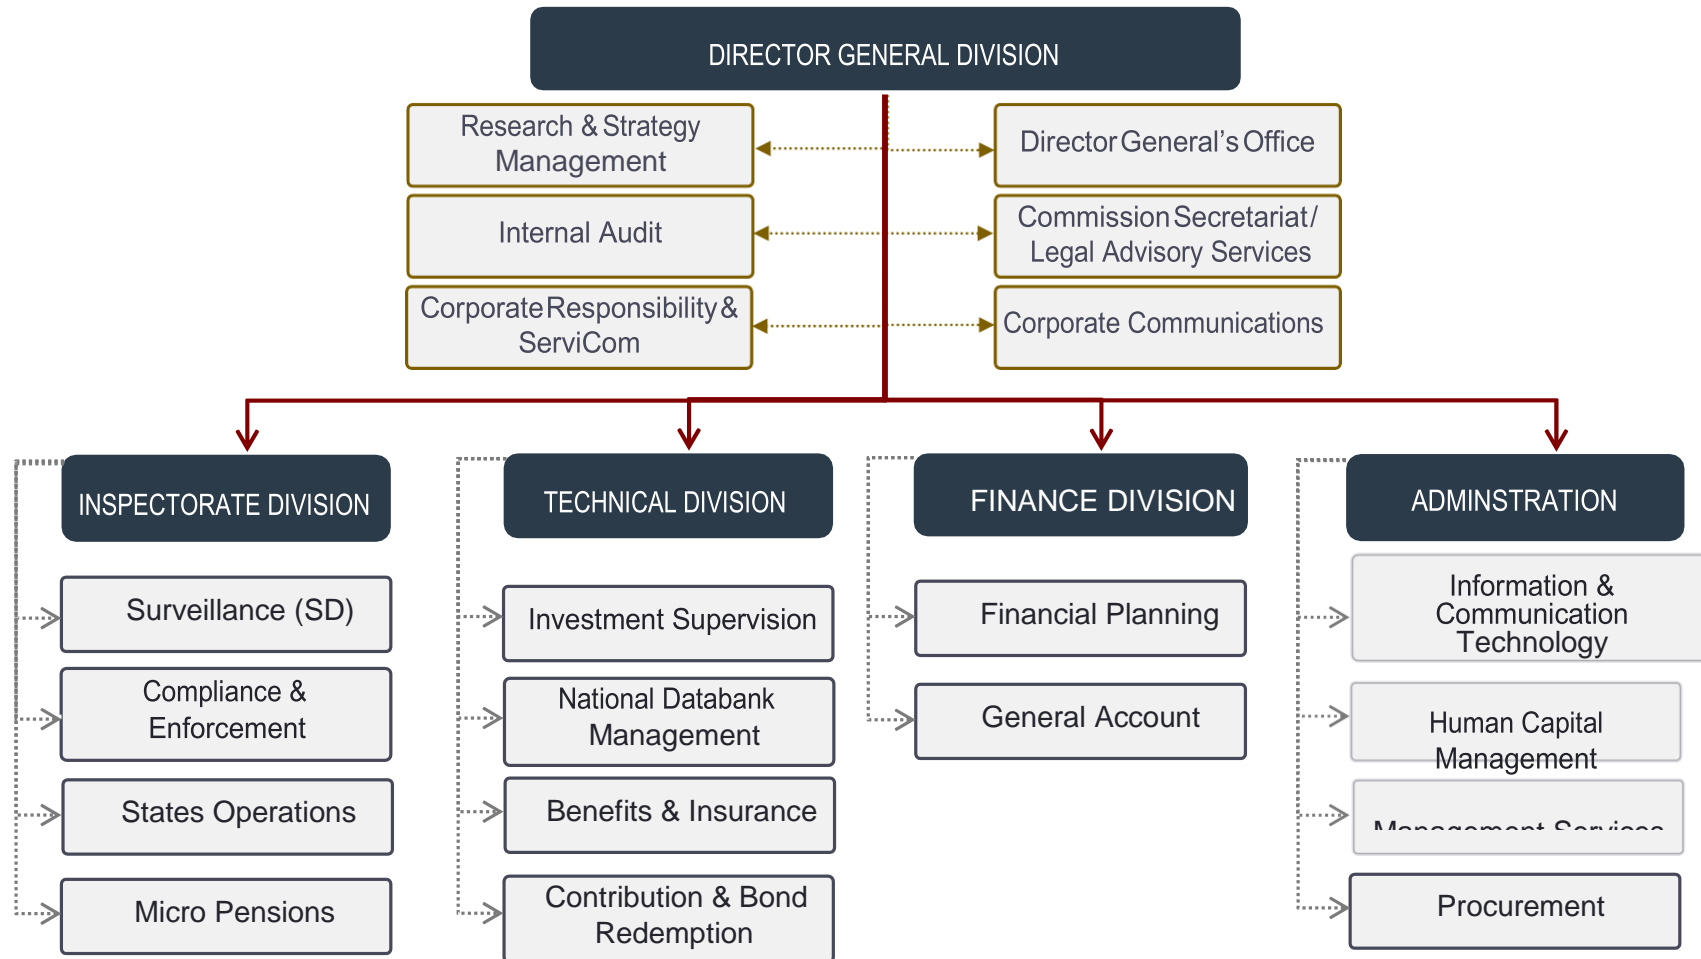 DIRECTOR GENERAL DIVISION
Research & Strategy
Management
Director General's Office
Internal Audit
Commission Secretariat/
Legal Advisory Services
Corporate Responsibility &
ServiCom
Corporate Communications
INSPECTORATE DIVISION
Surveillance (SD)
Compliance &
Enforcement
States Operations
Micro Pensions
TECHNICAL DIVISION
Investment Supervision
National Databank
Management
Benefits & Insurance
Contribution & Bond
Redemption
FINANCE DIVISION
Financial Planning
General Account
ADMINSTRATION
Information &
Communication
Technology
Human Capital
Management
Management Services
Procurement